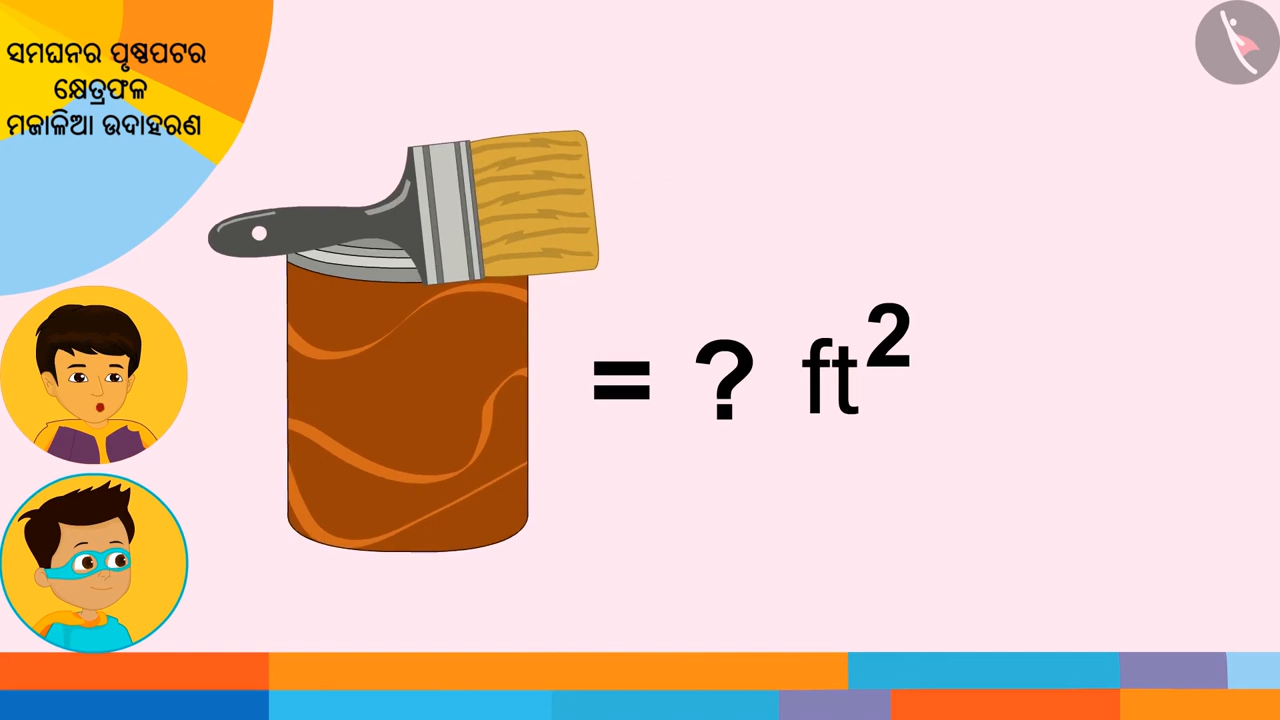 ସମଘନର ପୃଷ୍ଠପଟର
କ୍ଷେତ୍ରଫଳ
ମଜାଳିଆ ଉଦାହରଣ
= ? ft²